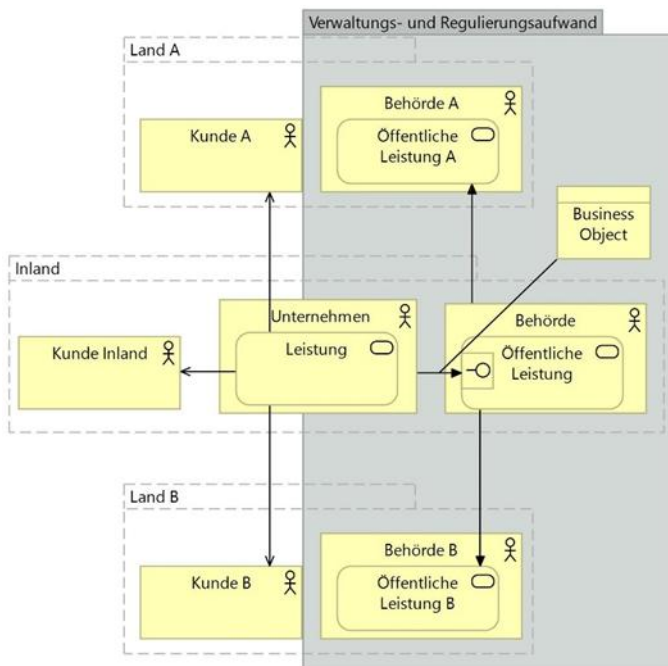 Verwaltungs- und Regulierungsaufwand
Land A
Kunde A
Behörde A
Öffentliche
Leistung A
Business
Object
Inland
Kunde Inland
Unternehmen
Leistung
Behörde
Öffentliche
Leistung
Land B
Kunde B
Behörde B
Öffentliche
Leistung B